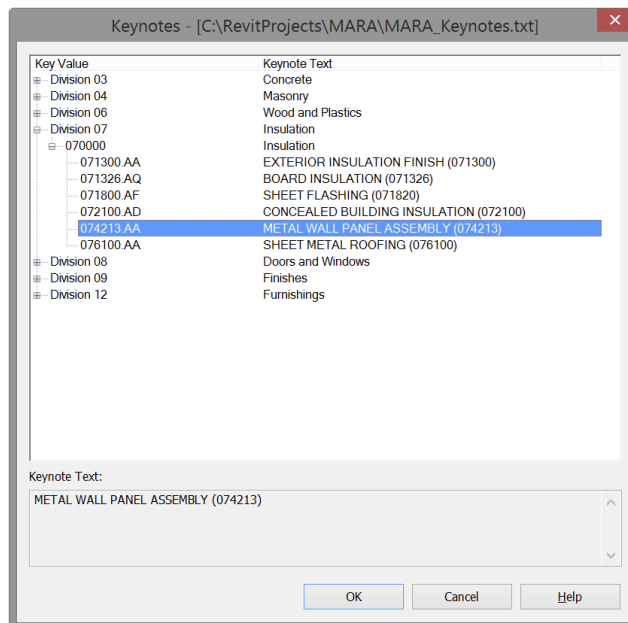 Keynotes - [C:\RevitProjects\MARA\MARA_Keynotes.txt]
Key Value Keynote Text
Division 03 Concrete
Division 04 Masonry
Division 06 Wood and Plastics
Division 07 Insulation
070000 Insulation
071300.AA EXTERIOR INSULATION FINISH (071300)
071326.AQ BOARD INSULATION (071326)
071800.AF SHEET FLASHING (071820)
072100.AD CONCEALED BUILDING INSULATION (072100)
074213.AA METAL WALL PANEL ASSEMBLY (074213)
076100.AA SHEET METAL ROOFING (076100)
Division 08 Doors and Windows
Division 09 Finishes
Division 12 Furnishings
Keynote Text:
METAL WALL PANEL ASSEMBLY (074213)
OK Cancel Help